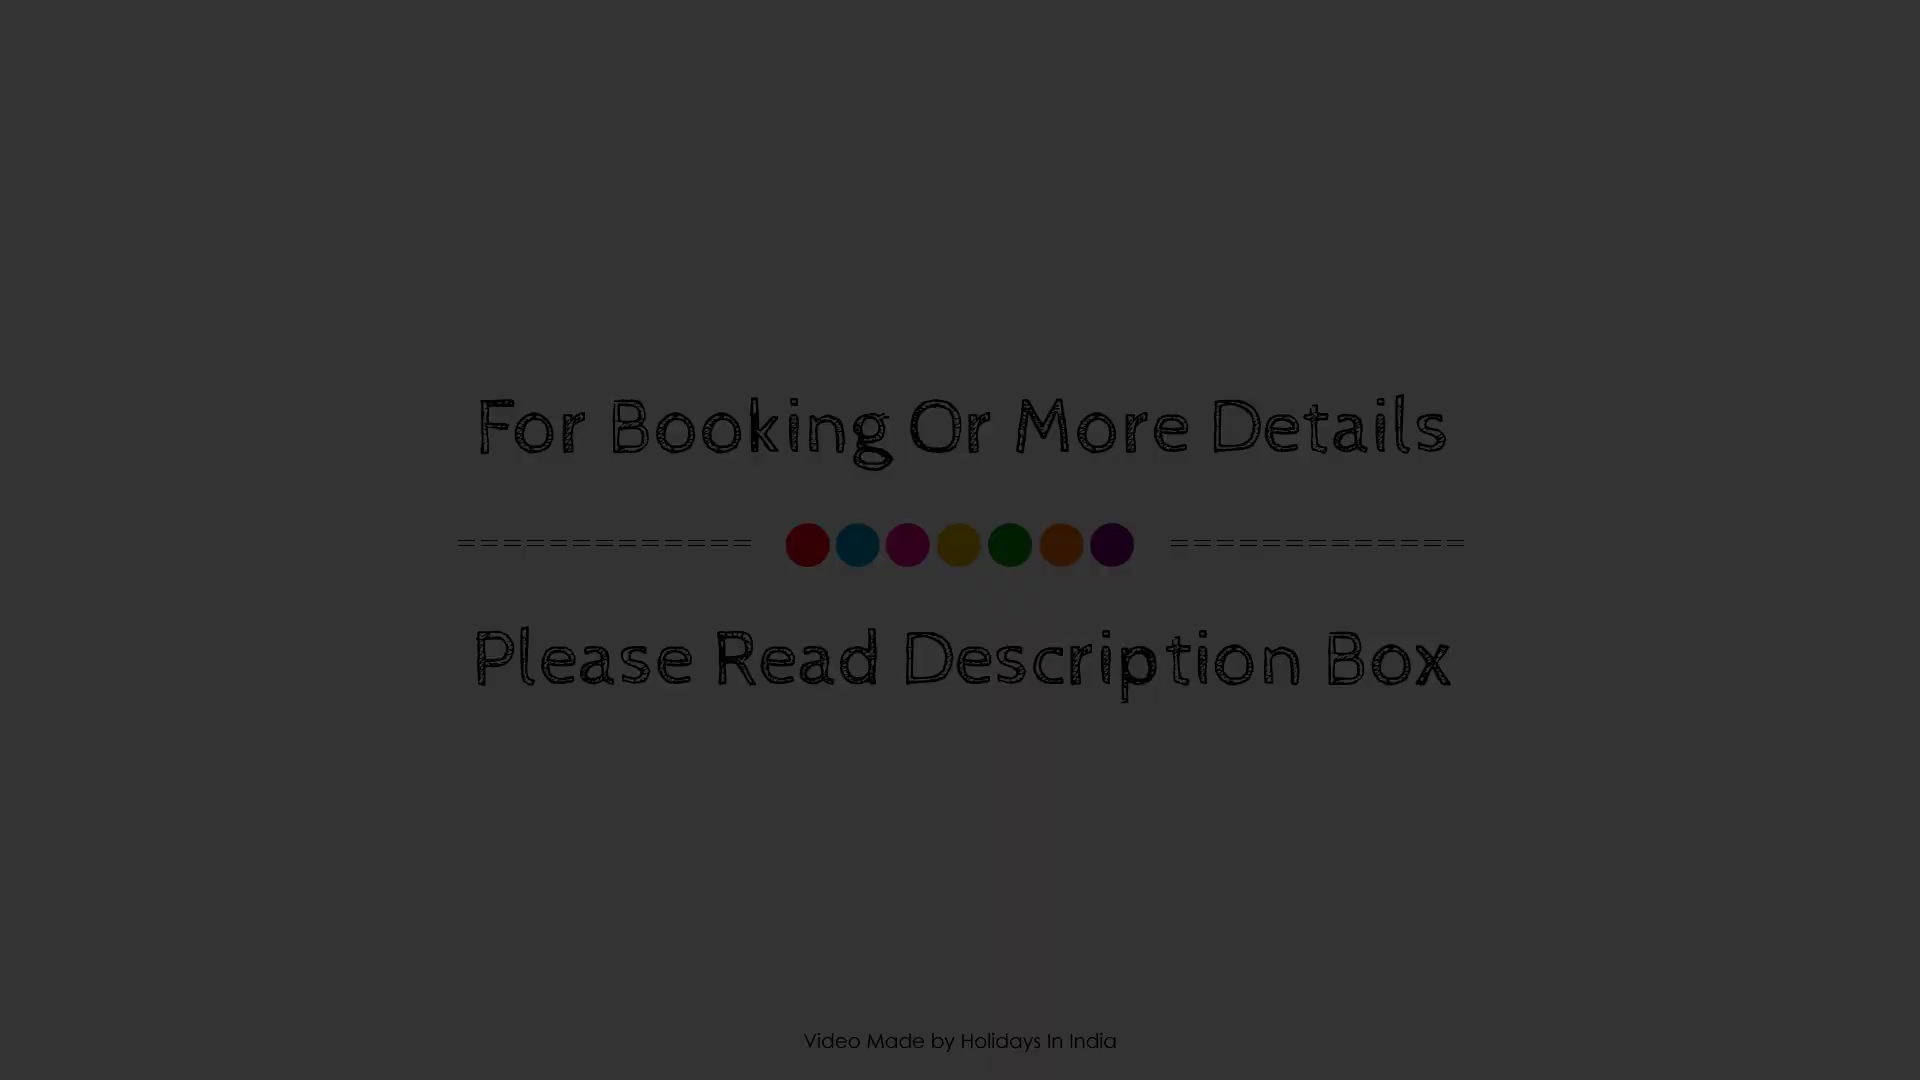 For Booking Or More Details
============= =============
Please Read Description Box
Video Made by Holidays In India